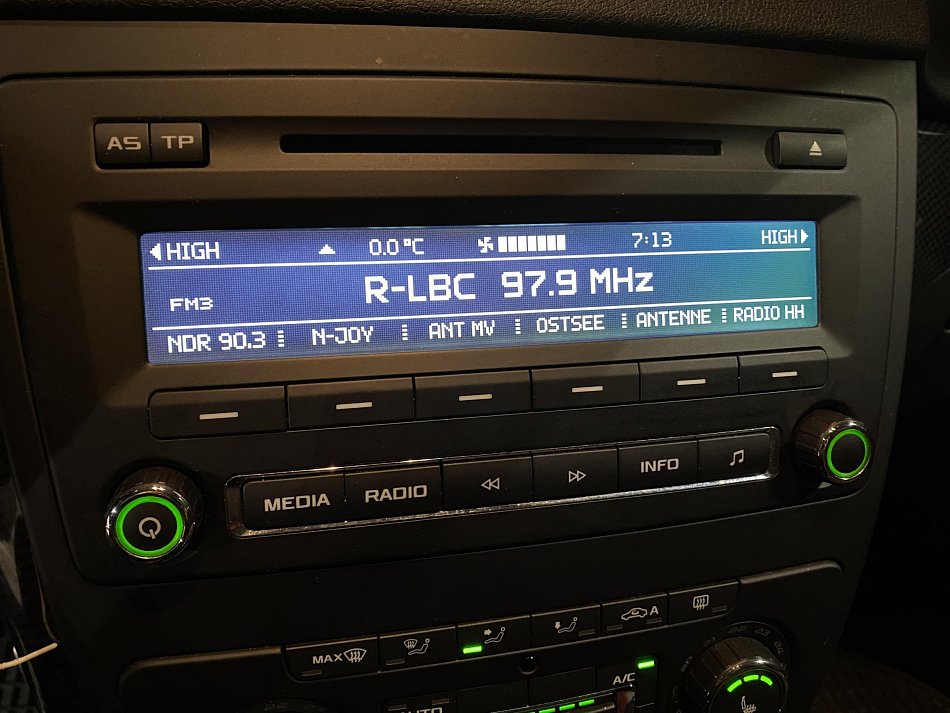 AS TP
HIGH 0.0 °C 7:13 HIGH
R-LBC 97.9 MHz
FM3
NDR 90.3 N-JOY ANT MV OSTSEE ANTENNE RADIO HH
MEDIA RADIO INFO
MAX A
A/C
AUTO